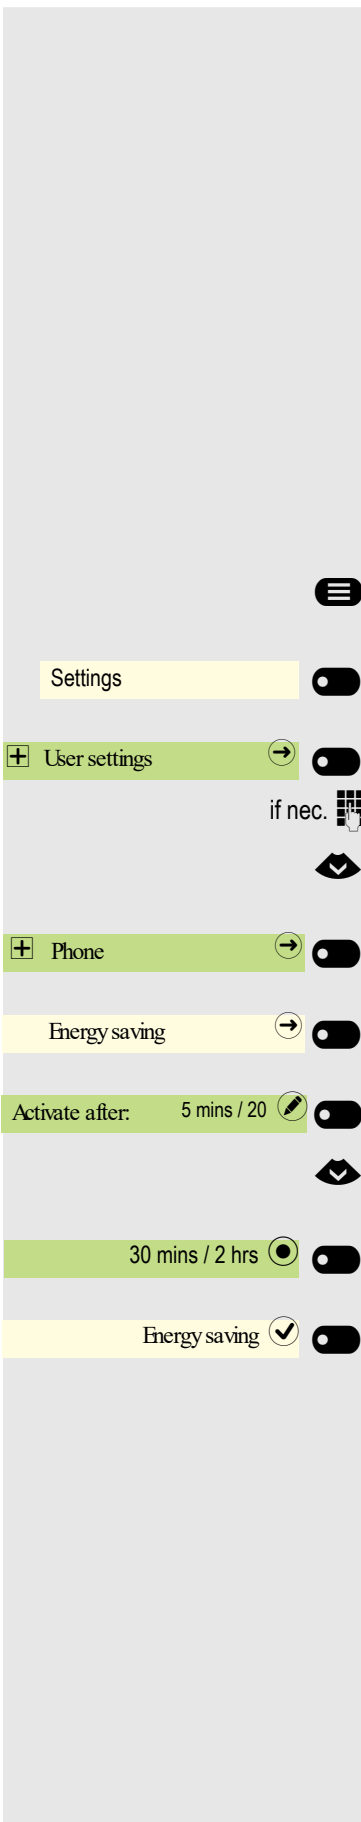 Settings
User settings
if nec.
Phone
Energy saving
Activate after: 5 mins / 20
30 mins / 2 hrs
Energy saving